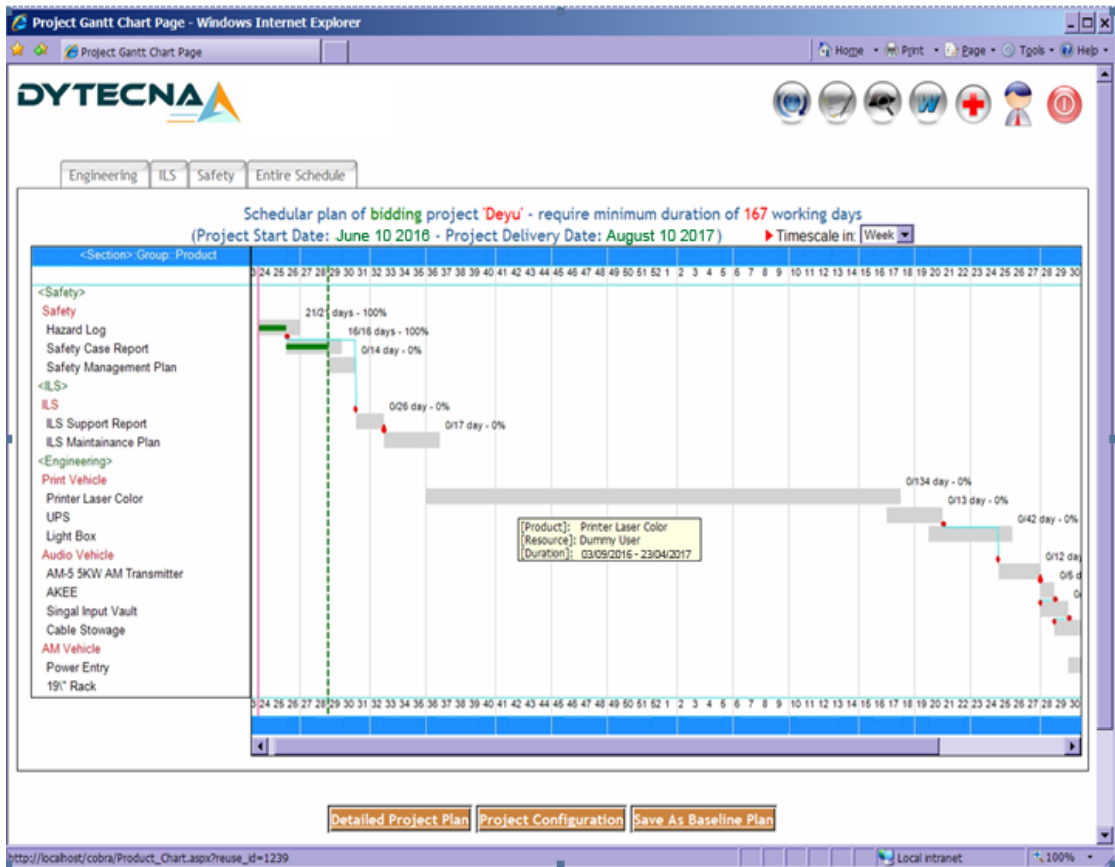 Project Gantt Chart Page - Windows Internet Explorer
Project Gantt Chart Page
Home Print Page Tools Help
DYTECNA
W
Engineering ILS Safety Entire Schedule
Schedular plan of bidding project 'Deyu' - require minimum duration of 167 working days
(Project Start Date: June 10 2016 - Project Delivery Date: August 10 2017) Timescale in: Week
<Section>:Group::Product
3 24 25 26 27 28 29 30 31 32 33 34 35 36 37 38 39 40 41 42 43 44 45 46 47 48 49 50 51 52 1 2 3 4 5 6 7 8 9 10 11 12 13 14 15 16 17 18 19 20 21 22 23 24 25 26 27 28 29 30
<Safety>
Safety 21/21 days - 100%
Hazard Log 16/16 days - 100%
Safety Case Report 0/14 day - 0%
Safety Management Plan
<ILS>
ILS 0/26 day - 0%
ILS Support Report 0/17 day - 0%
ILS Maintainance Plan
<Engineering>
Print Vehicle 0/134 day - 0%
Printer Laser Color 0/13 day - 0%
UPS 0/42 day - 0%
Light Box
[Product]: Printer Laser Color
[Resource]: Dummy User
[Duration]: 03/09/2016 - 23/04/2017
Audio Vehicle 0/12 day
AM-5 5KW AM Transmitter 0/5 d
AKEE
Singal Input Vault
Cable Stowage
AM Vehicle
Power Entry
19\" Rack
3 24 25 26 27 28 29 30 31 32 33 34 35 36 37 38 39 40 41 42 43 44 45 46 47 48 49 50 51 52 1 2 3 4 5 6 7 8 9 10 11 12 13 14 15 16 17 18 19 20 21 22 23 24 25 26 27 28 29 30
Detailed Project Plan Project Configuration Save As Baseline Plan
http://localhost/cobra/Product_Chart.aspx?reuse_id=1239 Local intranet 100%